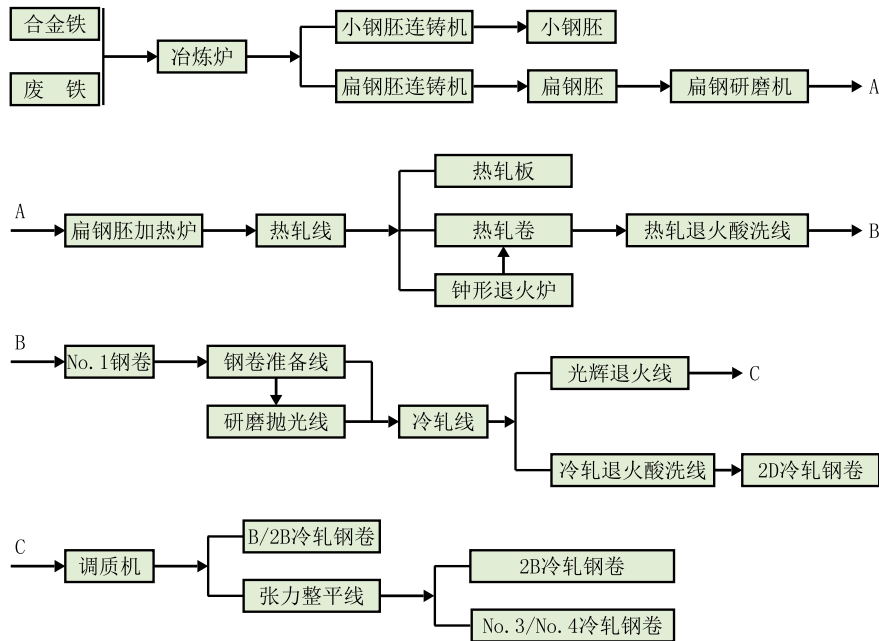 合金铁
废 铁
冶炼炉
小钢胚连铸机
小钢胚
扁钢胚连铸机
扁钢胚
扁钢研磨机
A
A
扁钢胚加热炉
热轧线
热轧板
热轧卷
钟形退火炉
热轧退火酸洗线
B
B
No.1钢卷
钢卷准备线
研磨抛光线
冷轧线
光辉退火线
C
冷轧退火酸洗线
2D冷轧钢卷
C
调质机
B/2B冷轧钢卷
张力整平线
2B冷轧钢卷
No.3/No.4冷轧钢卷